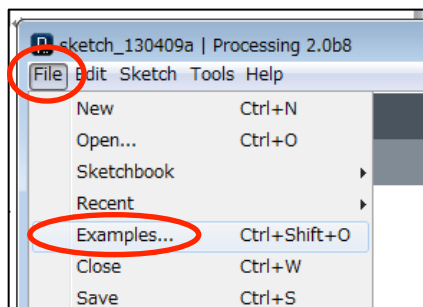 sketch_130409a | Processing 2.0b8
File Edit Sketch Tools Help
New Ctrl+N
Open... Ctrl+O
Sketchbook
Recent
Examples... Ctrl+Shift+O
Close Ctrl+W
Save Ctrl+S